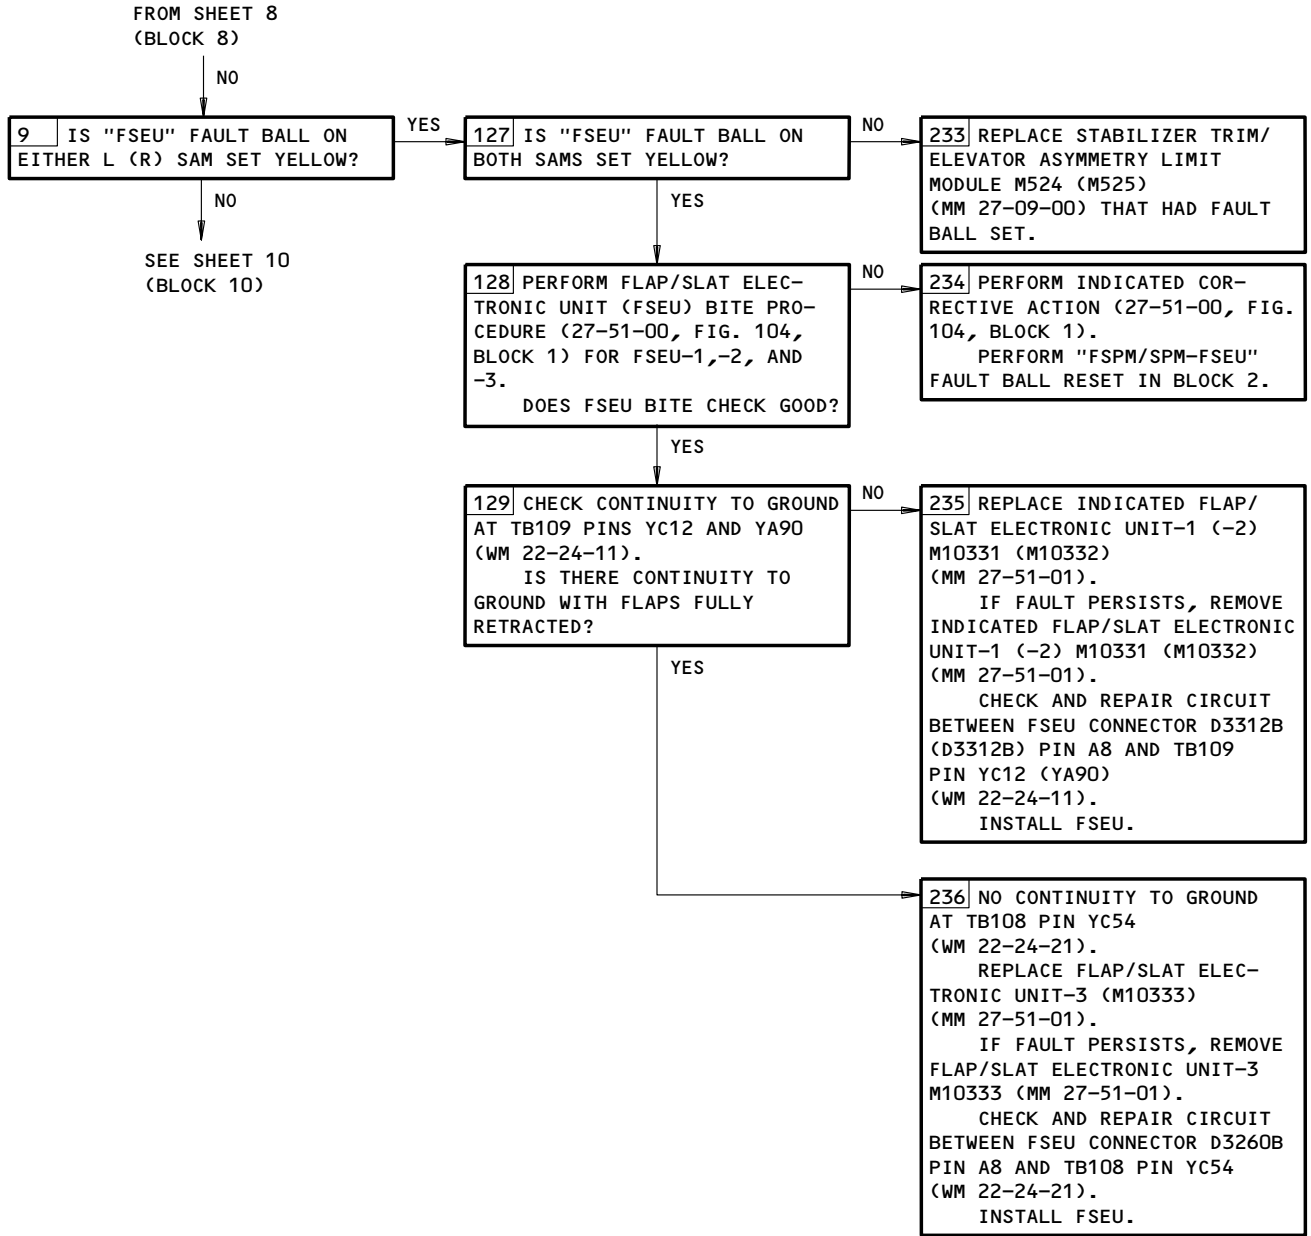 FROM SHEET 8
(BLOCK 8)
NO
9 IS "FSEU" FAULT BALL ON
EITHER L (R) SAM SET YELLOW?
YES
NO
SEE SHEET 10
(BLOCK 10)
127 IS "FSEU" FAULT BALL ON
BOTH SAMS SET YELLOW?
NO
YES
233 REPLACE STABILIZER TRIM/
ELEVATOR ASYMMETRY LIMIT
MODULE M524 (M525)
(MM 27-09-00) THAT HAD FAULT
BALL SET.
128 PERFORM FLAP/SLAT ELEC-
TRONIC UNIT (FSEU) BITE PRO-
CEDURE (27-51-00, FIG. 104,
BLOCK 1) FOR FSEU-1,-2, AND
-3.
DOES FSEU BITE CHECK GOOD?
NO
YES
234 PERFORM INDICATED COR-
RECTIVE ACTION (27-51-00, FIG.
104, BLOCK 1).
PERFORM "FSPM/SPM-FSEU"
FAULT BALL RESET IN BLOCK 2.
129 CHECK CONTINUITY TO GROUND
AT TB109 PINS YC12 AND YA90
(WM 22-24-11).
IS THERE CONTINUITY TO
GROUND WITH FLAPS FULLY
RETRACTED?
NO
YES
235 REPLACE INDICATED FLAP/
SLAT ELECTRONIC UNIT-1 (-2)
M10331 (M10332)
(MM 27-51-01).
IF FAULT PERSISTS, REMOVE
INDICATED FLAP/SLAT ELECTRONIC
UNIT-1 (-2) M10331 (M10332)
(MM 27-51-01).
CHECK AND REPAIR CIRCUIT
BETWEEN FSEU CONNECTOR D3312B
(D3312B) PIN A8 AND TB109
PIN YC12 (YA90)
(WM 22-24-11).
INSTALL FSEU.
236 NO CONTINUITY TO GROUND
AT TB108 PIN YC54
(WM 22-24-21).
REPLACE FLAP/SLAT ELEC-
TRONIC UNIT-3 (M10333)
(MM 27-51-01).
IF FAULT PERSISTS, REMOVE
FLAP/SLAT ELECTRONIC UNIT-3
M10333 (MM 27-51-01).
CHECK AND REPAIR CIRCUIT
BETWEEN FSEU CONNECTOR D3260B
PIN A8 AND TB108 PIN YC54
(WM 22-24-21).
INSTALL FSEU.